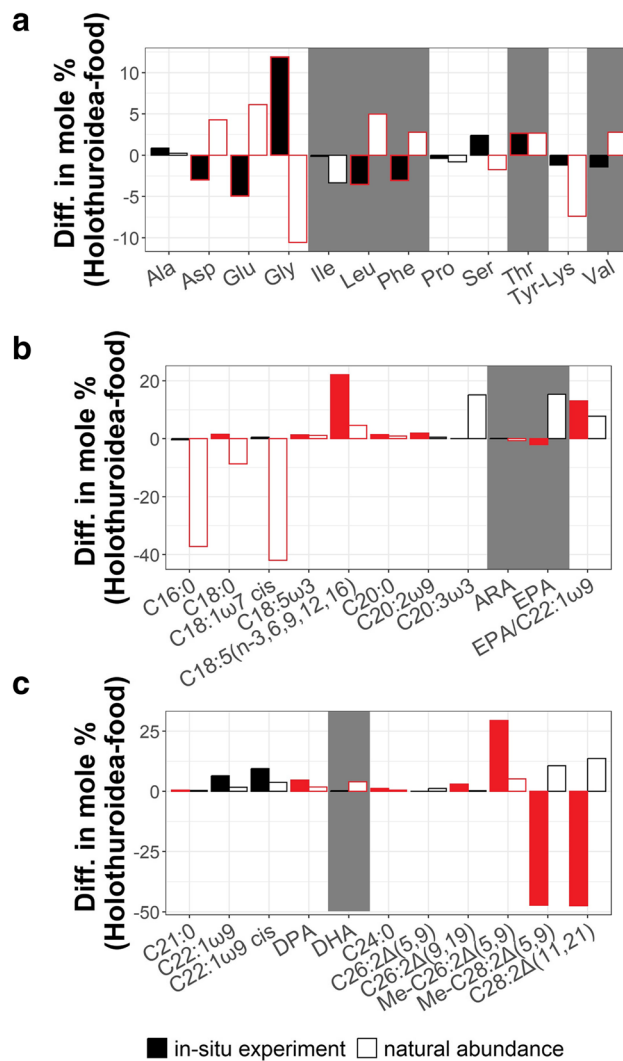 a
Diff. in mole %
(Holothuroidea-food)
10
5
0
-5
-10
Ala Asp Glu Gly Ile Leu Phe Pro Ser Thr Tyr-Lys Val
b
Diff. in mole %
(Holothuroidea-food)
20
0
-20
-40
C16:0 C18:0 C18:1ω7 cis C18:5ω3 C18:5(n-3,6,9,12,16) C20:0 C20:2ω9 C20:3ω3 ARA EPA EPA/C22:1ω9
c
Diff. in mole %
(Holothuroidea-food)
25
0
-25
-50
C21:0 C22:1ω9 C22:1ω9 cis DPA DHA C24:0 C26:2Δ(5,9) C26:2Δ(9,19) Me-C26:2Δ(5,9) Me-C28:2Δ(5,9) C28:2Δ(11,21)
in-situ experiment natural abundance